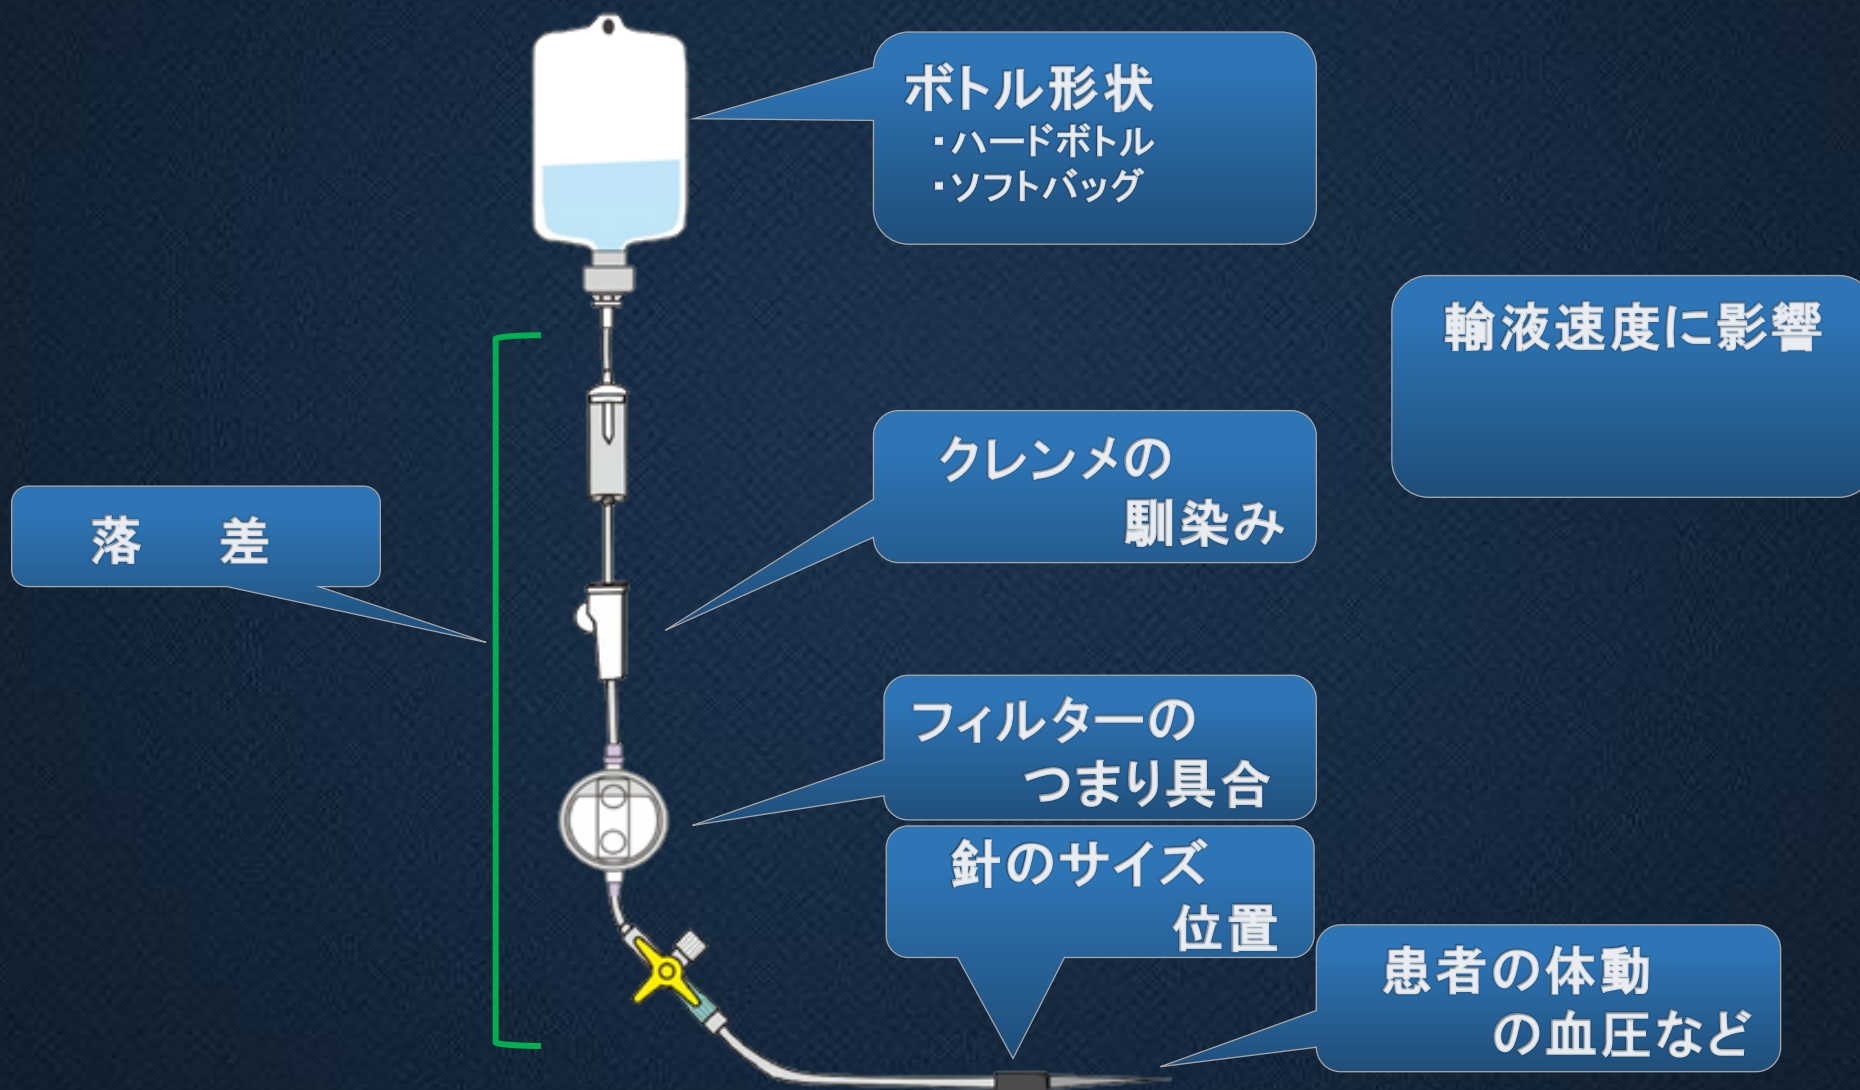 ボトル形状
・ハードボトル
・ソフトバッグ
輸液速度に影響
クレンメの
馴染み
落 差
フィルターの
つまり具合
針のサイズ
位置
患者の体動
の血圧など